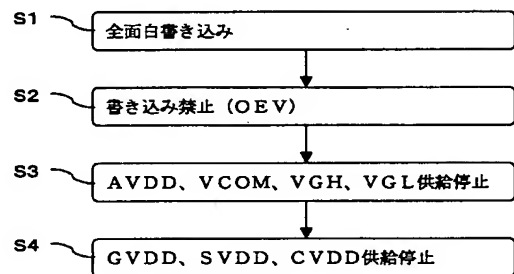 S1 全面白書き込み
S2 書き込み禁止（ＯＥＶ）
S3 ＡＶＤＤ、ＶＣＯＭ、ＶＧＨ、ＶＧＬ供給停止
S4 ＧＶＤＤ、ＳＶＤＤ、ＣＶＤＤ供給停止